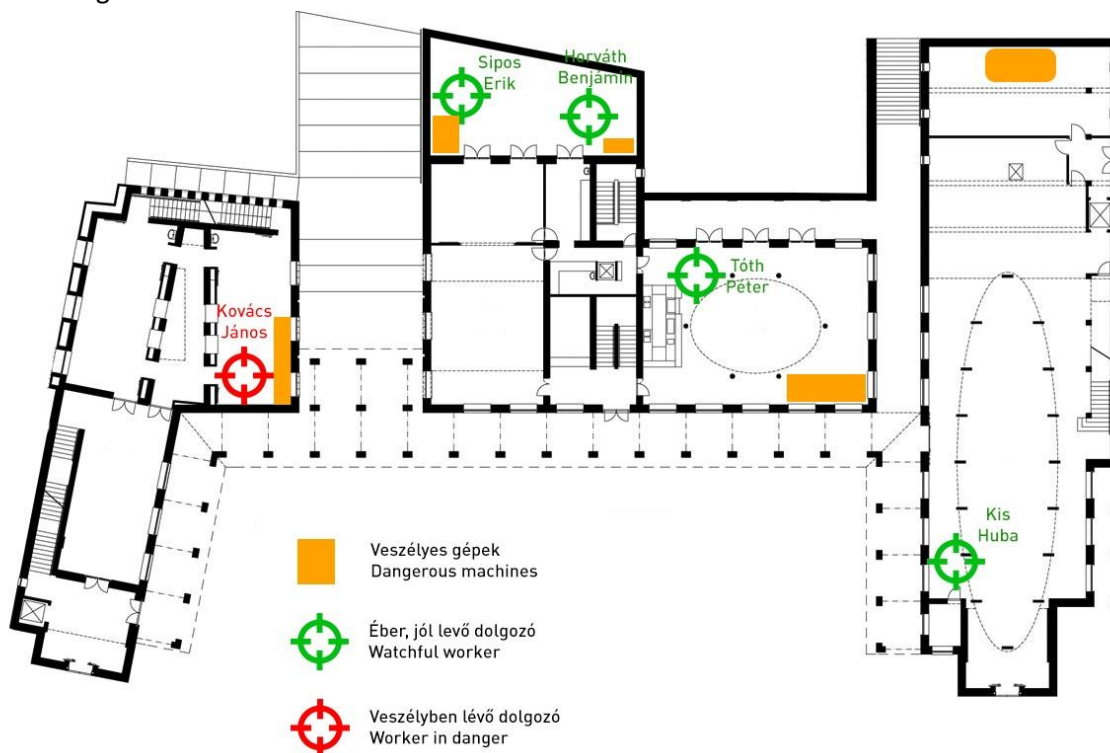 Sipos
Erik
Horváth
Benjámin
Kovács
János
Tóth
Péter
Kis
Huba
Veszélyes gépek
Dangerous machines
Éber, jól levő dolgozó
Watchful worker
Veszélyben lévő dolgozó
Worker in danger